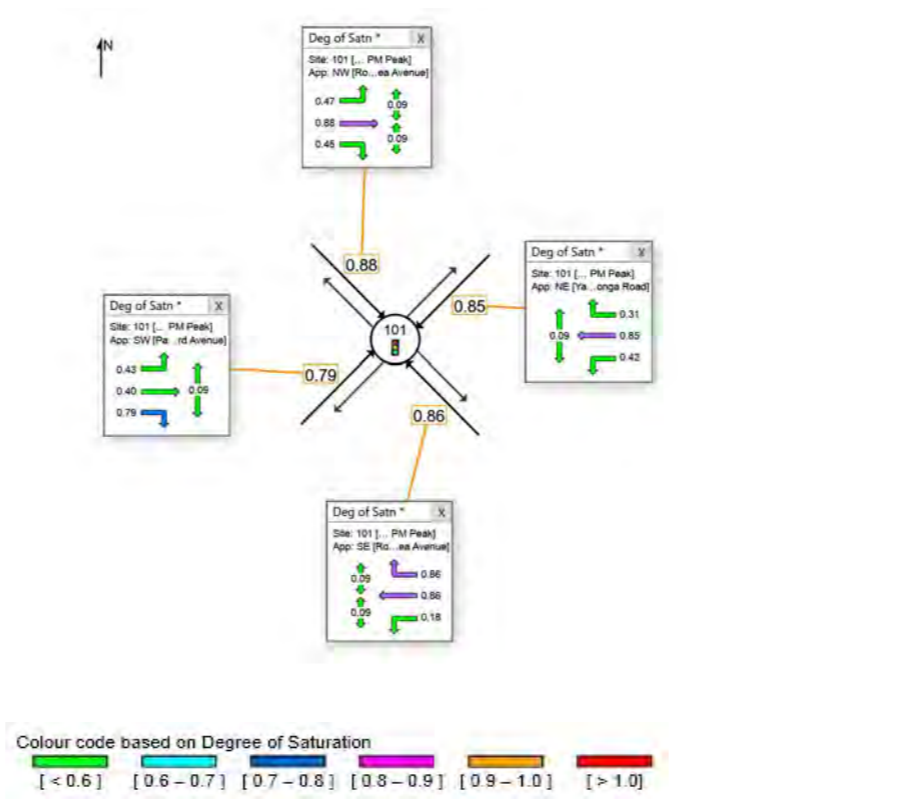 N
Deg of Satn * X
Site: 101 [... PM Peak]
App: NW [Ro...ea Avenue]
0.47
0.09
0.88
0.09
0.45
0.88
Deg of Satn * X
Site: 101 [... PM Peak]
App: NE [Ya...onga Road]
0.31
0.09 0.85
0.42
0.85
Deg of Satn * X
Site: 101 [... PM Peak]
App: SW [Pa...rd Avenue]
0.43
0.40 0.09
0.79
0.79
101
0.86
Deg of Satn * X
Site: 101 [... PM Peak]
App: SE [Ro...ea Avenue]
0.09 0.86
0.86
0.09 0.18
Colour code based on Degree of Saturation
[ < 0.6 ] [ 0.6 – 0.7 ] [ 0.7 – 0.8 ] [ 0.8 – 0.9 ] [ 0.9 – 1.0 ] [ > 1.0]